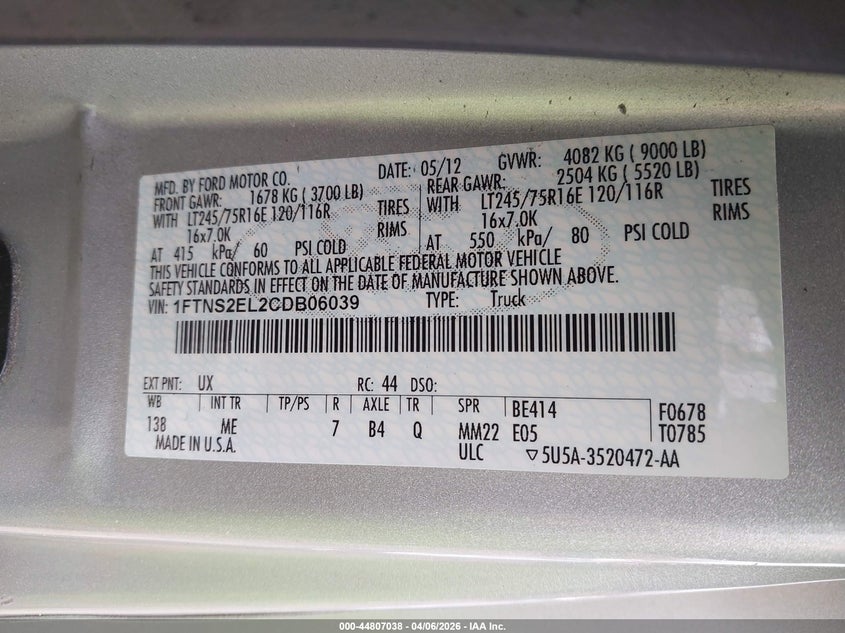 MFD. BY FORD MOTOR CO. DATE: 05/12 GVWR: 4082 KG ( 9000 LB)
FRONT GAWR: 1678 KG ( 3700 LB) REAR GAWR: 2504 KG ( 5520 LB)
WITH LT245/75R16E 120/116R TIRES WITH LT245/75R16E 120/116R TIRES
16x7.0K RIMS 16x7.0K RIMS
AT 415 kPa/ 60 PSI COLD AT 550 kPa/ 80 PSI COLD
THIS VEHICLE CONFORMS TO ALL APPLICABLE FEDERAL MOTOR VEHICLE
SAFETY STANDARDS IN EFFECT ON THE DATE OF MANUFACTURE SHOWN ABOVE.
VIN: 1FTNS2EL2CDB06039 TYPE: Truck
EXT PNT: UX RC: 44 DSO:
WB INT TR TP/PS R AXLE TR SPR BE414 F0678
138 ME 7 B4 Q MM22 E05 T0785
MADE IN U.S.A. ULC ▽5U5A-3520472-AA
000-44807038 - 04/06/2026 - IAA Inc.